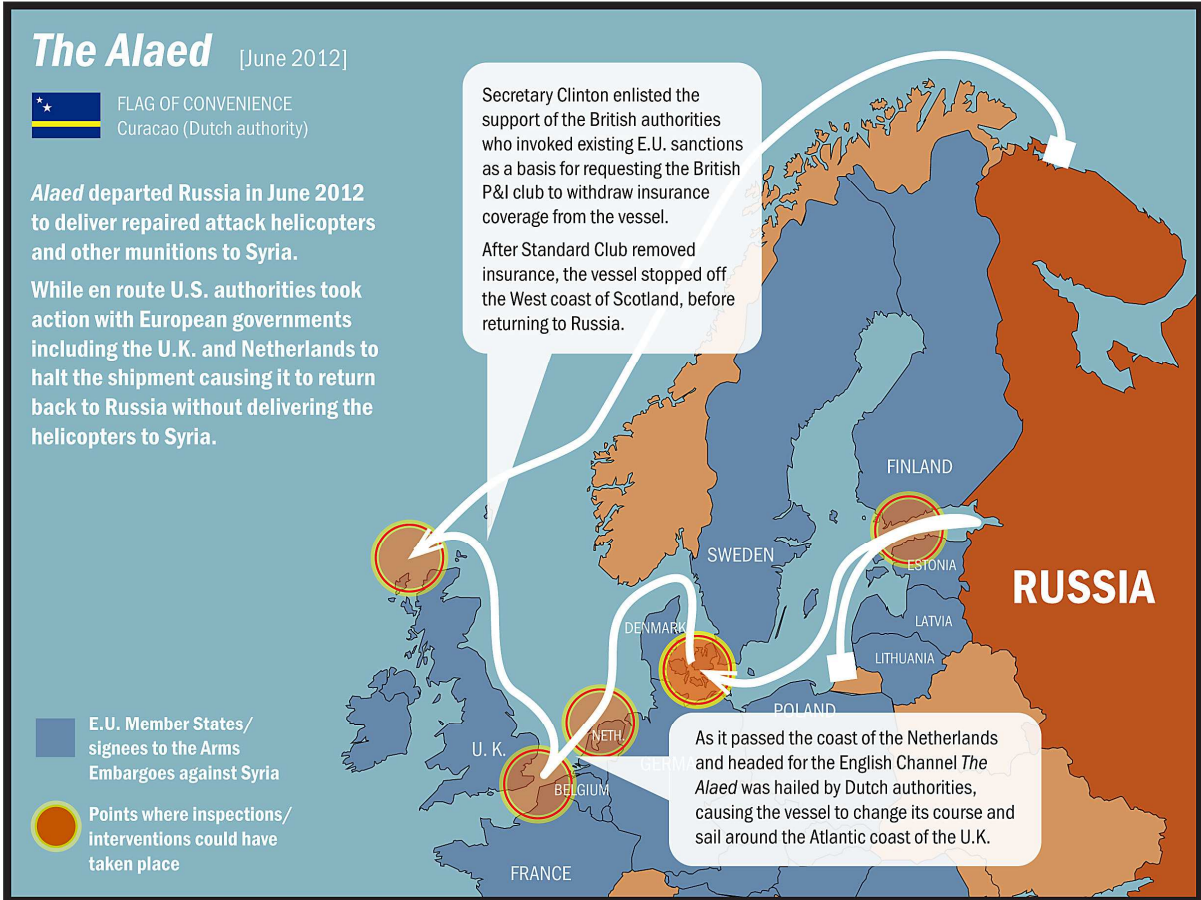 The Alaed [June 2012]
FLAG OF CONVENIENCE
Curacao (Dutch authority)
Alaed departed Russia in June 2012
to deliver repaired attack helicopters
and other munitions to Syria.
While en route U.S. authorities took
action with European governments
including the U.K. and Netherlands to
halt the shipment causing it to return
back to Russia without delivering the
helicopters to Syria.
Secretary Clinton enlisted the
support of the British authorities
who invoked existing E.U. sanctions
as a basis for requesting the British
P&I club to withdraw insurance
coverage from the vessel.
After Standard Club removed
insurance, the vessel stopped off
the West coast of Scotland, before
returning to Russia.
FINLAND
SWEDEN
ESTONIA
RUSSIA
LATVIA
DENMARK
LITHUANIA
POLAND
NETH.
U. K.
GERMA
BELGIUM
FRANCE
As it passed the coast of the Netherlands
and headed for the English Channel The
Alaed was hailed by Dutch authorities,
causing the vessel to change its course and
sail around the Atlantic coast of the U.K.
E.U. Member States/
signees to the Arms
Embargoes against Syria
Points where inspections/
interventions could have
taken place